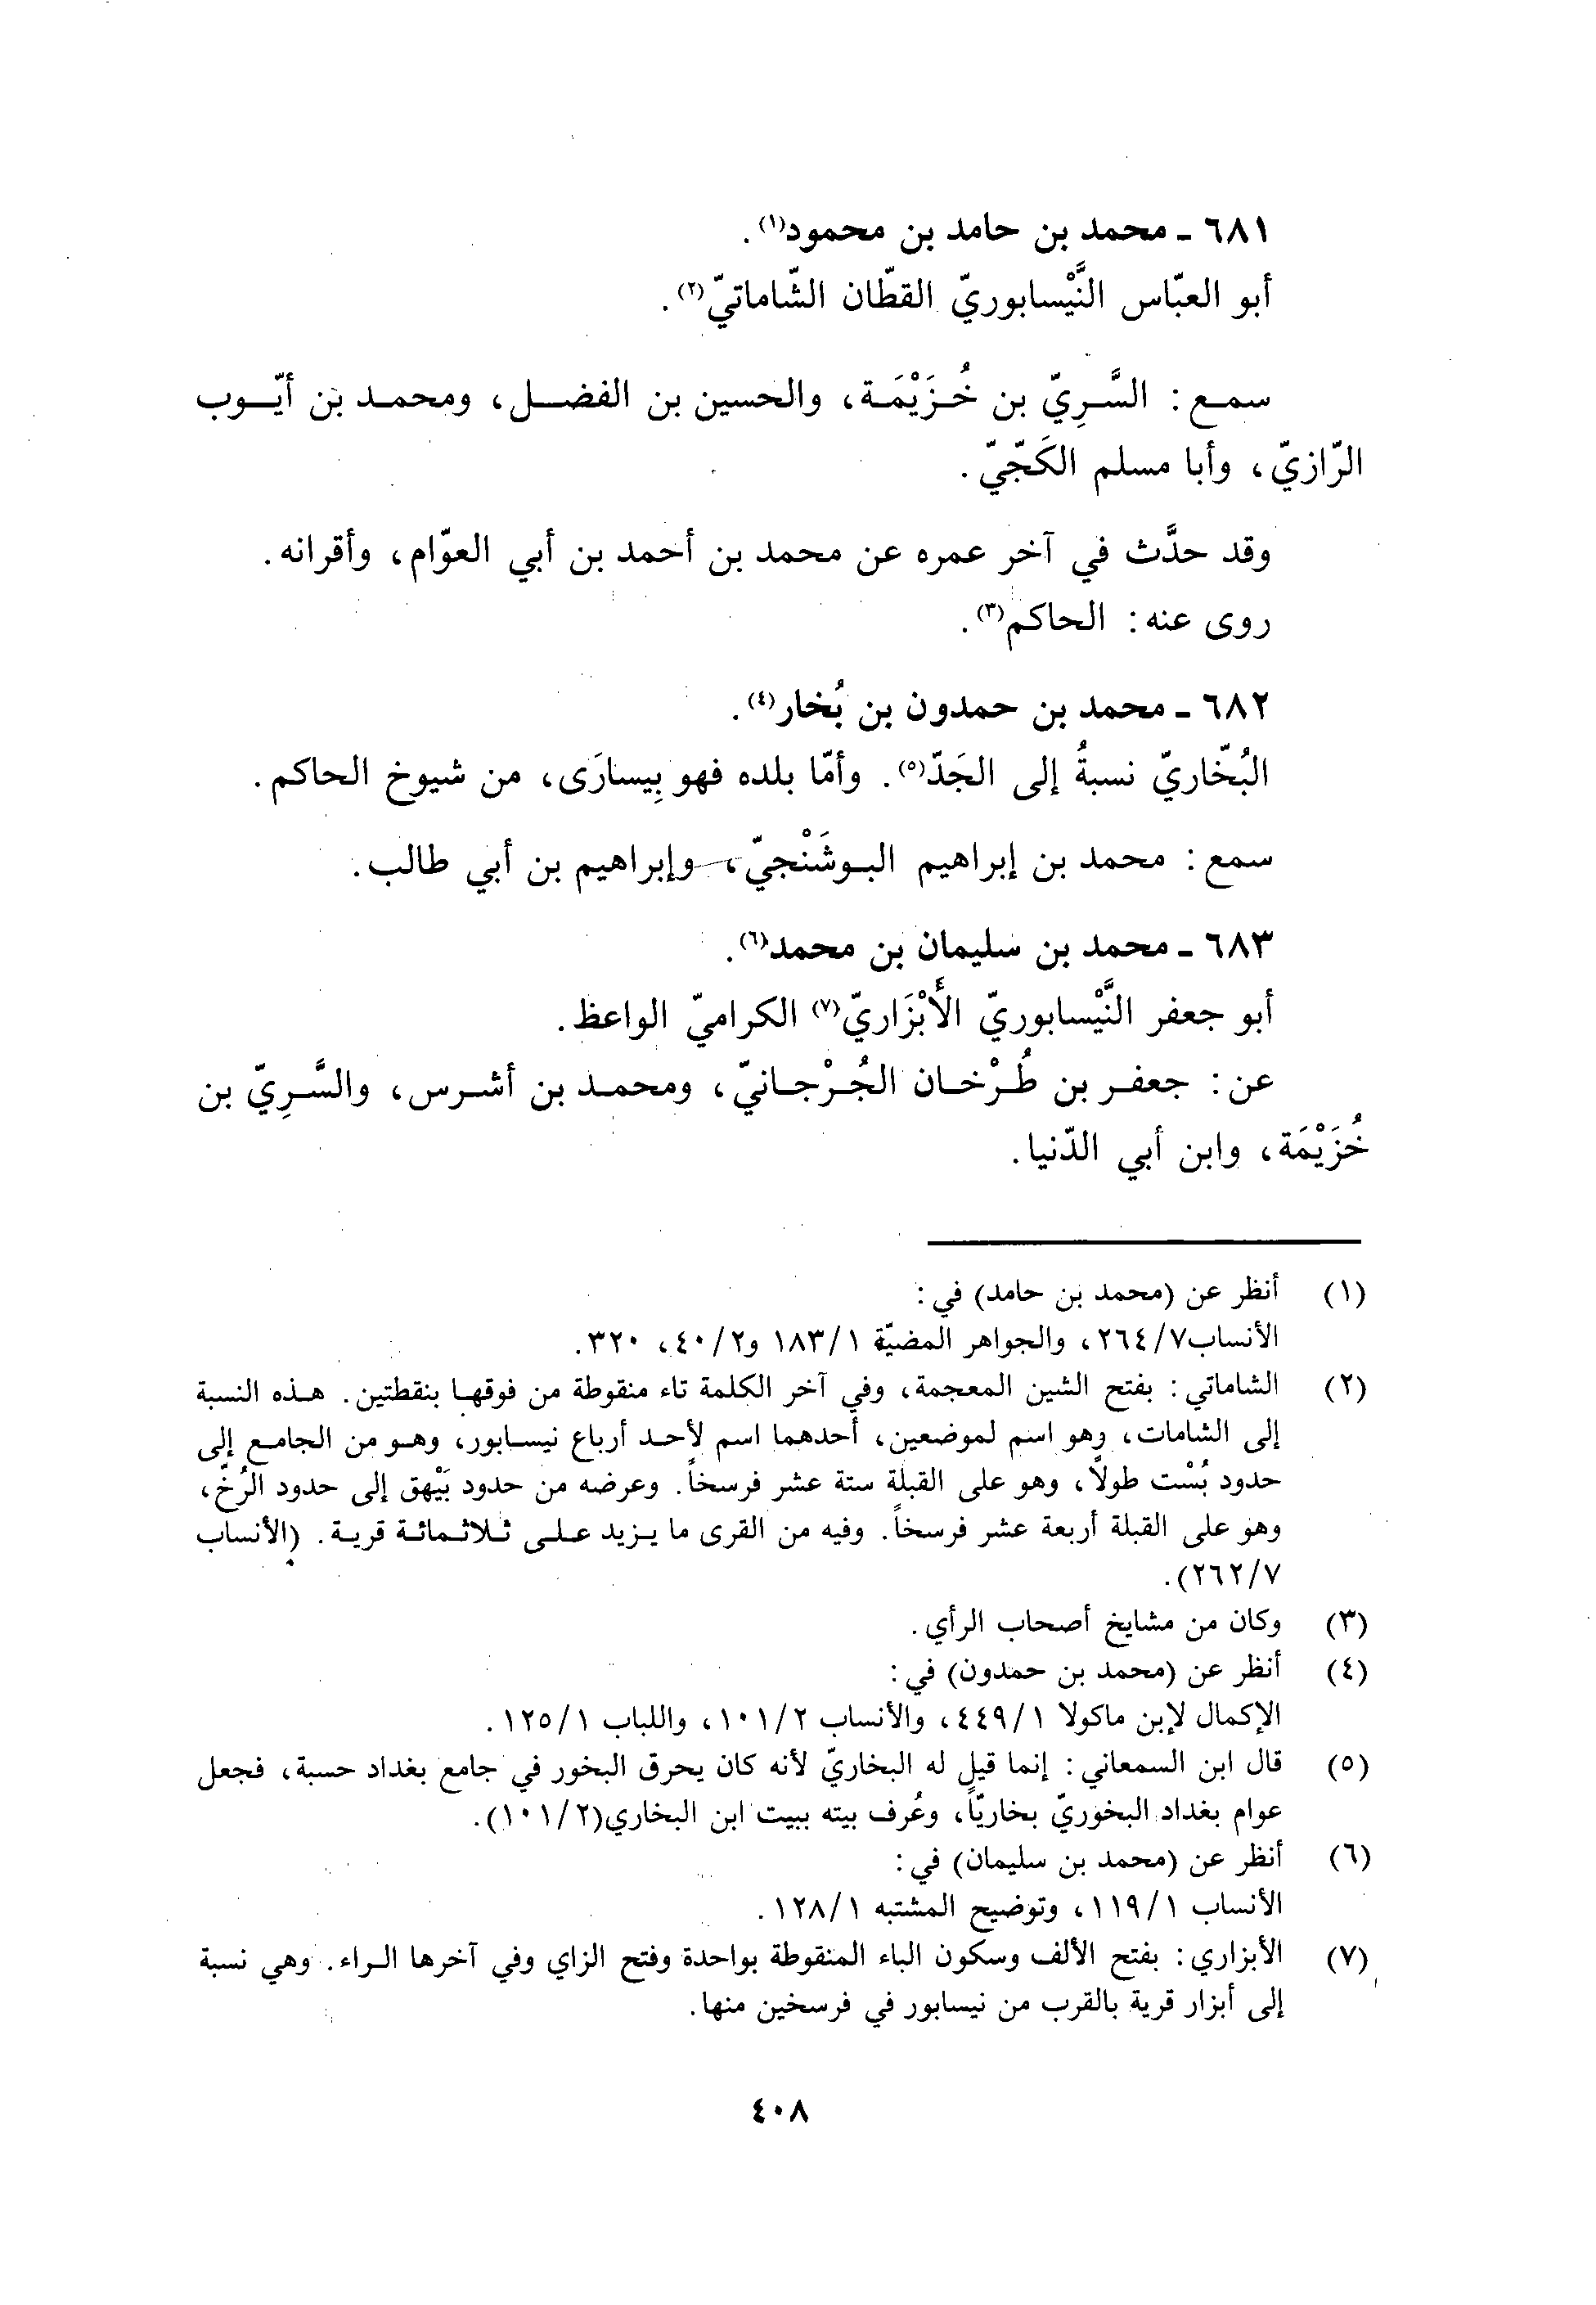 ٦٨١ - محمد بن حامد بن محمود(١).
أبو العبّاس النَّيْسابوريّ القطّان الشّاماتيّ(٢).
سمع: السَّرِيّ بن خُزَيْمَة، والحسين بن الفضل، ومحمد بن أيّوب
الرّازيّ، وأبا مسلم الكَجّيّ.
وقد حدَّث في آخر عمره عن محمد بن أحمد بن أبي العوّام، وأقرانه.
روى عنه: الحاكم(٣).
٦٨٢ - محمد بن حمدون بن بُخار(٤).
البُخّاريّ نسبةُ إلى الجَدّ(٥). وأمّا بلده فهو بِيسارَى، من شيوخ الحاكم.
سمع: محمد بن إبراهيم البوشَنْجيّ، وإبراهيم بن أبي طالب.
٦٨٣ - محمد بن سليمان بن محمد(٦).
أبو جعفر النَّيْسابوريّ الأَبْزَاريّ(٧) الكراميّ الواعظ.
عن: جعفر بن طُرْخان الجُرْجانيّ، ومحمد بن أشرس، والسَّرِيّ بن
خُزَيْمَة، وابن أبي الدّنيا.
(١) أنظر عن (محمد بن حامد) في:
الأنساب٢٦٤/٧، والجواهر المضيّة ١٨٣/١ و٤٠/٢، ٣٢٠.
(٢) الشاماتي: بفتح الشين المعجمة، وفي آخر الكلمة تاء منقوطة من فوقها بنقطتين. هذه النسبة
إلى الشامات، وهو اسم لموضعين، أحدهما اسم لأحد أرباع نيسابور، وهو من الجامع إلى
حدود بُسْت طولاً، وهو على القبلة ستة عشر فرسخاً. وعرضه من حدود بَيْهق إلى حدود الرُخّ،
وهو على القبلة أربعة عشر فرسخاً. وفيه من القرى ما يزيد على ثلاثمائة قرية. (الأنساب
٢٦٢/٧).
(٣) وكان من مشايخ أصحاب الرأي.
(٤) أنظر عن (محمد بن حمدون) في:
الإكمال لإبن ماكولا ٤٤٩/١، والأنساب ١٠١/٢، واللباب ١٢٥/١.
(٥) قال ابن السمعاني: إنما قيل له البخاريّ لأنه كان يحرق البخور في جامع بغداد حسبة، فجعل
عوام بغداد البخوريّ بخاريّاً، وعُرف بيته ببيت ابن البخاري(١٠١/٢).
(٦) أنظر عن (محمد بن سليمان) في:
الأنساب ١١٩/١، وتوضيح المشتبه ١٢٨/١.
(٧) الأبزاري: بفتح الألف وسكون الباء المنقوطة بواحدة وفتح الزاي وفي آخرها الراء. وهي نسبة
إلى أبزار قرية بالقرب من نيسابور في فرسخين منها.
٤٠٨